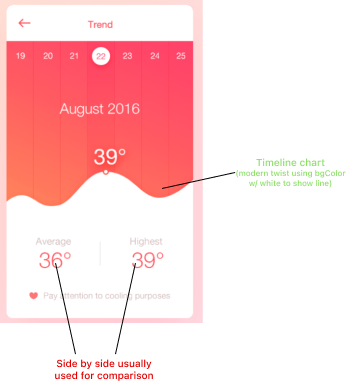 Trend
19 20 21 22 23 24 25
August 2016
39°
Timeline chart
(modern twist using bgColor
w/ white to show line)
Average Highest
36° 39°
Pay attention to cooling purposes
Side by side usually
used for comparison